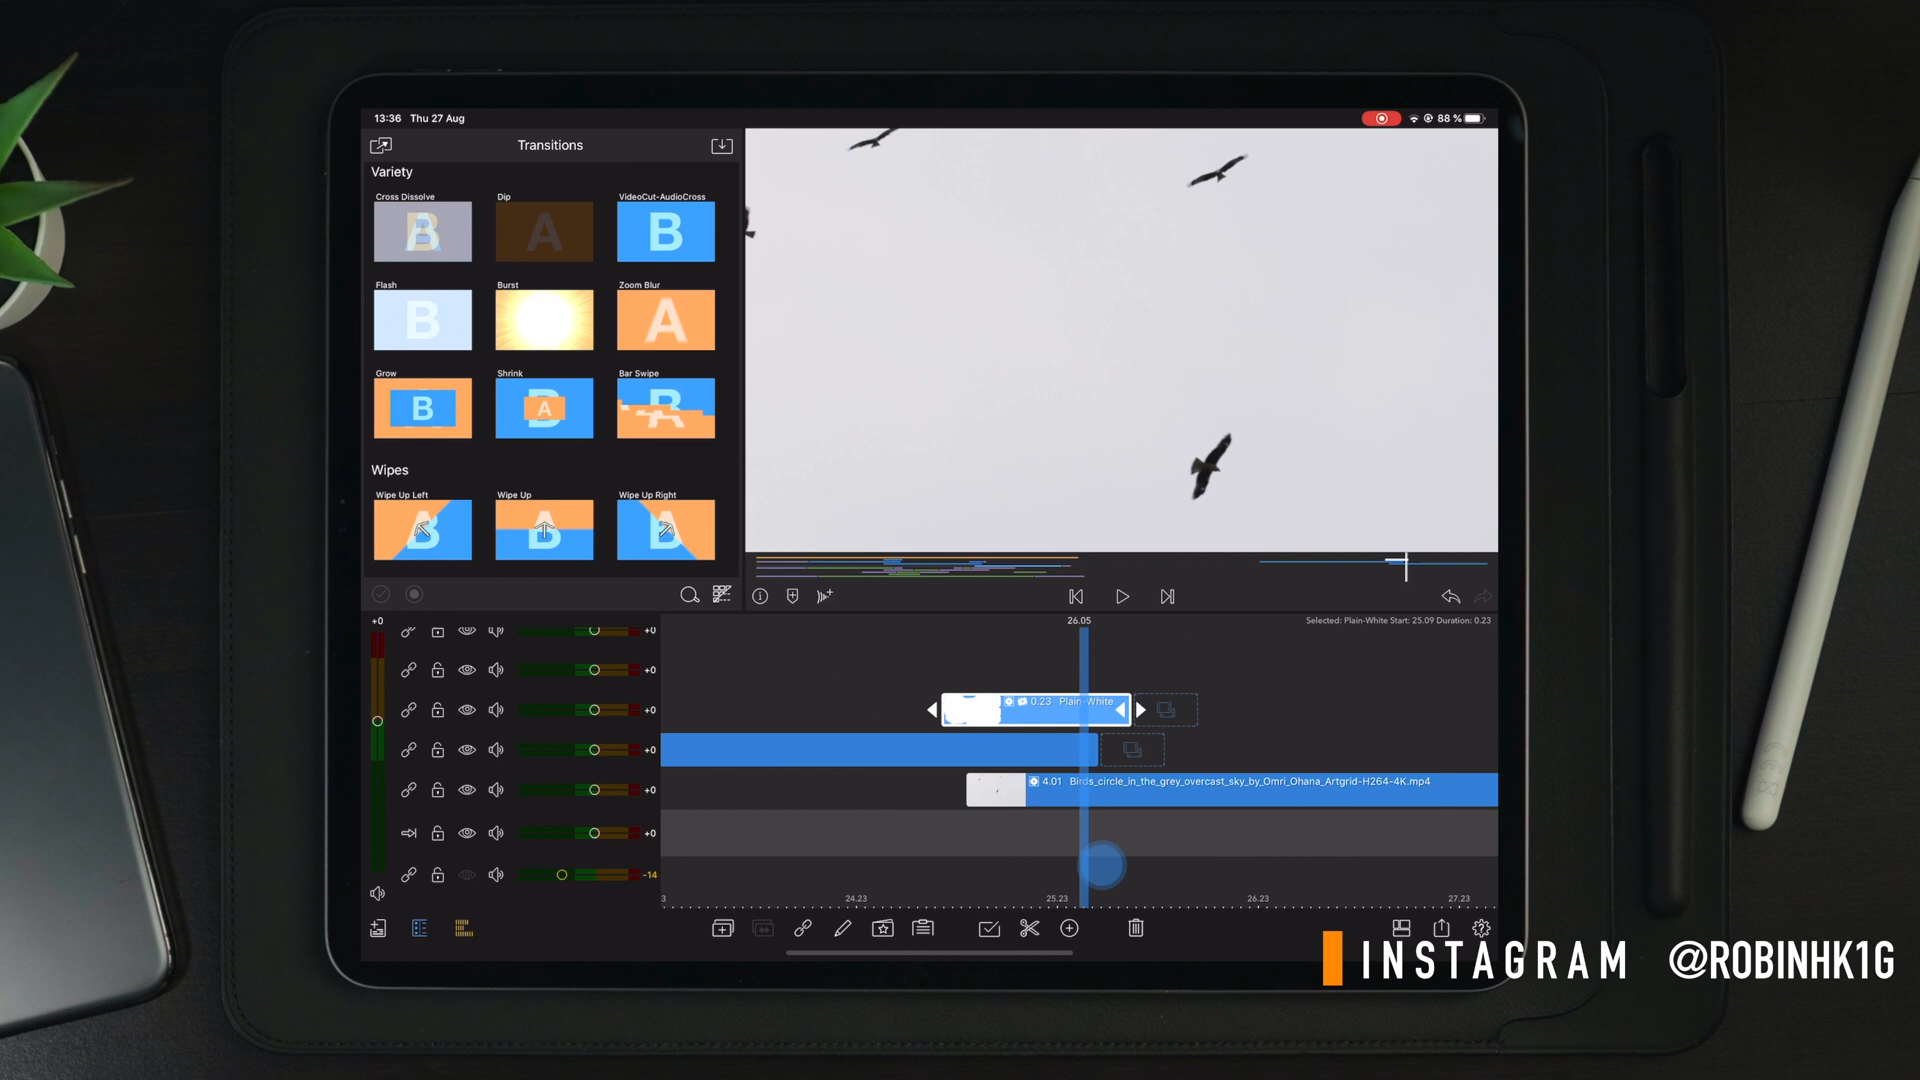 13:36 Thu 27 Aug
88 %
Transitions
Variety
Cross Dissolve
Dip
VideoCut-AudioCross
B
A
B
Flash
Burst
Zoom Blur
B
A
Grow
Shrink
Bar Swipe
B
A
B
Wipes
Wipe Up Left
Wipe Up
Wipe Up Right
B
B
B
+0
26.05
Selected: Plain-White Start: 25.09 Duration: 0.23
+0
+0
+0
0.23 Plain-White
+0
+0
4.01 Birds_circle_in_the_grey_overcast_sky_by_Omri_Ohana_Artgrid-H264-4K.mp4
+0
-14
3
24.23
25.23
26.23
27.23
INSTAGRAM @ROBINHK1G